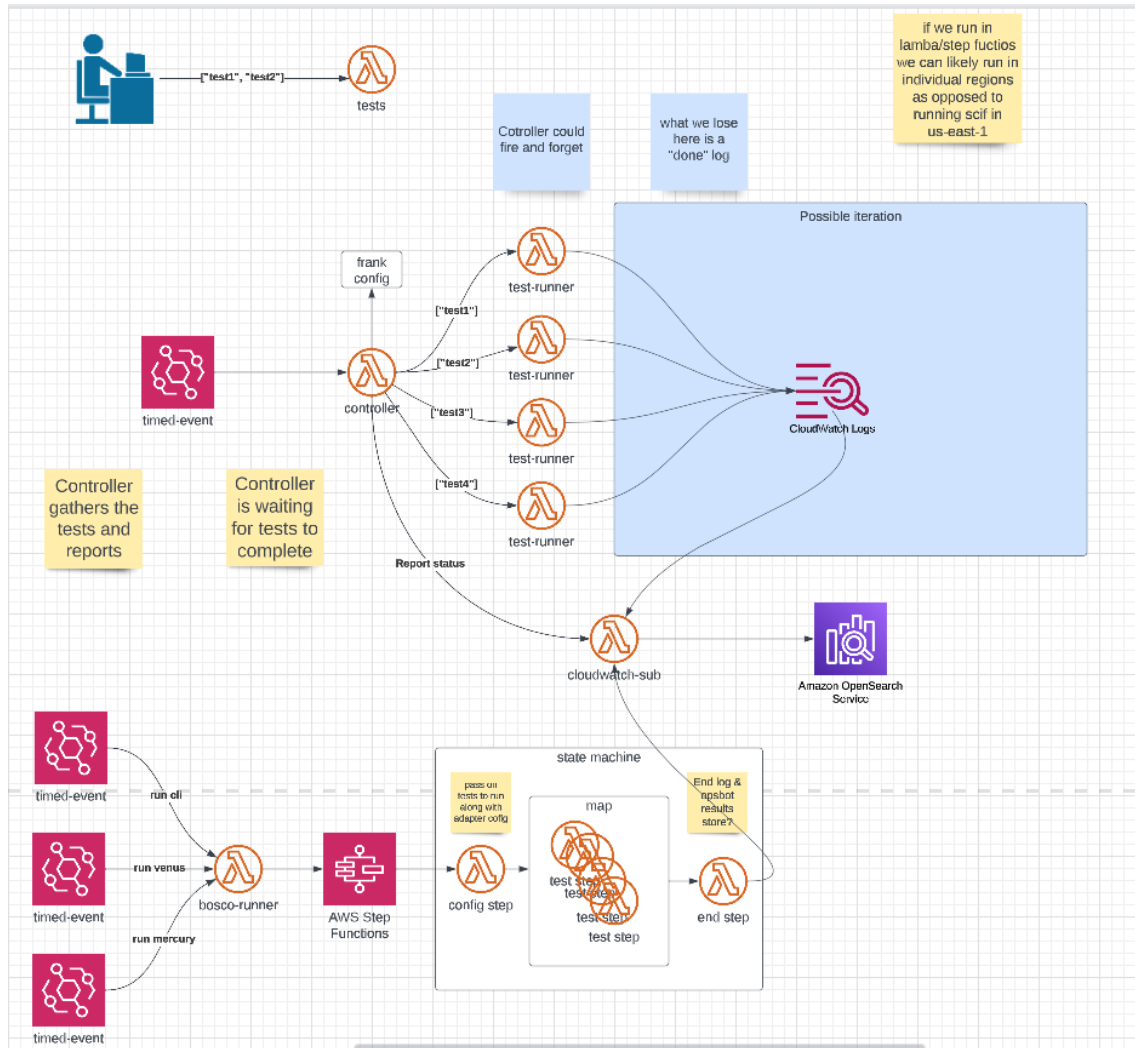 ["test1", "test2"]
tests
if we run in
lamba/step fuctios
we can likely run in
individual regions
as opposed to
running scif in
us-east-1
Cotroller could
fire and forget
what we lose
here is a
"done" log
Possible iteration
frank
config
test-runner
["test1"]
["test2"]
test-runner
timed-event
controller
["test3"]
test-runner
CloudWatch Logs
["test4"]
test-runner
Controller
gathers the
tests and
reports
Controller
is waiting
for tests to
complete
Report status
cloudwatch-sub
Amazon OpenSearch
Service
timed-event
run cli
timed-event
run venus
bosco-runner
run mercury
timed-event
AWS Step
Functions
state machine
pass on
tests to run
along with
adapter cofig
config step
map
test step
test step
test step
test step
End log &
opsbot
results
store?
end step